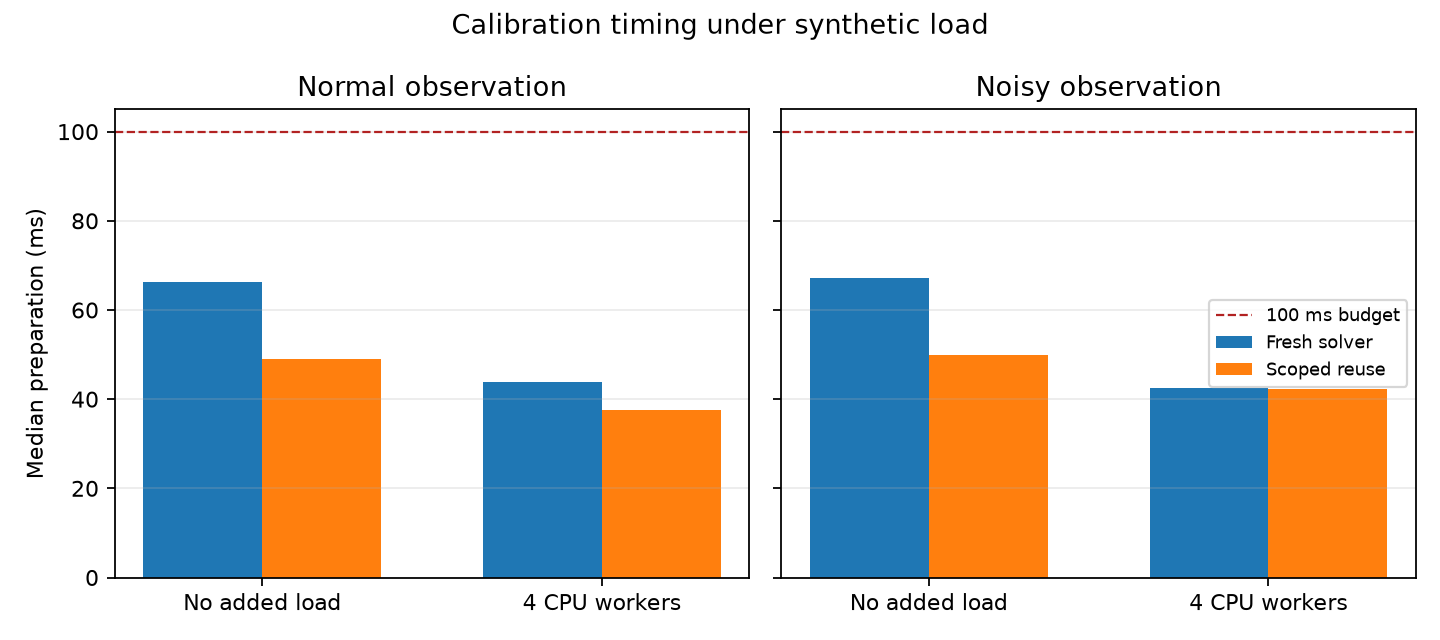 Calibration timing under synthetic load
Normal observation
Noisy observation
Median preparation (ms)
100
80
60
40
20
0
100 ms budget
Fresh solver
Scoped reuse
No added load
4 CPU workers
No added load
4 CPU workers